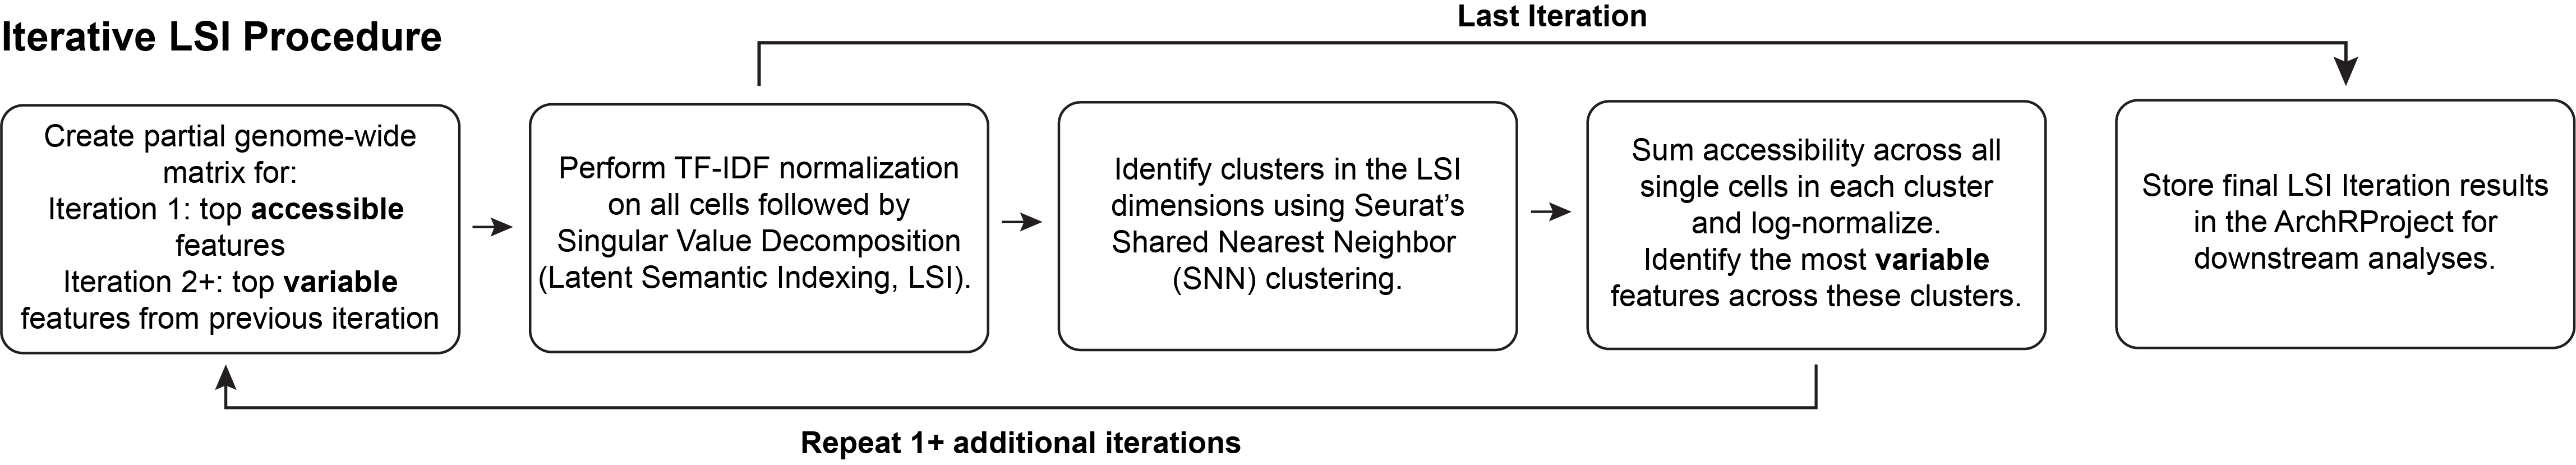 Iterative LSI Procedure
Last Iteration
Create partial genome-wide
matrix for:
Iteration 1: top accessible
features
Iteration 2+: top variable
features from previous iteration
Perform TF-IDF normalization
on all cells followed by
Singular Value Decomposition
(Latent Semantic Indexing, LSI).
Identify clusters in the LSI
dimensions using Seurat’s
Shared Nearest Neighbor
(SNN) clustering.
Sum accessibility across all
single cells in each cluster
and log-normalize.
Identify the most variable
features across these clusters.
Store final LSI Iteration results
in the ArchRProject for
downstream analyses.
Repeat 1+ additional iterations